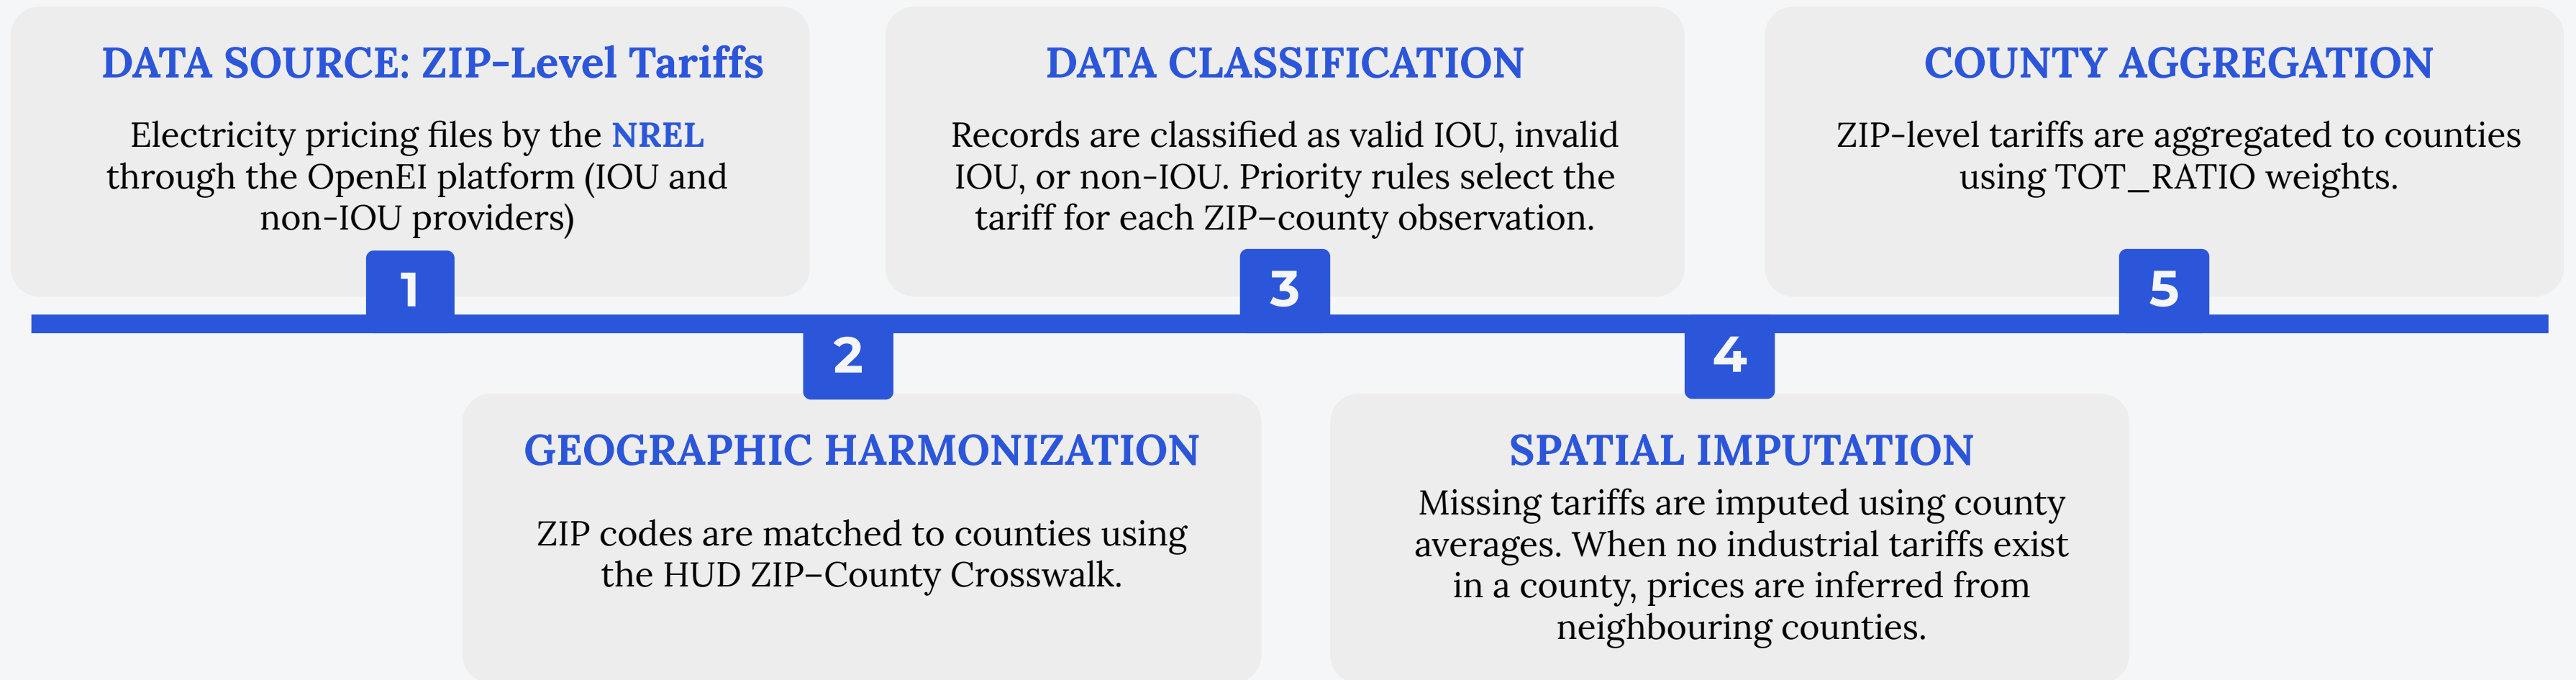 DATA SOURCE: ZIP-Level Tariffs
Electricity pricing files by the NREL
through the OpenEI platform (IOU and
non-IOU providers)
1
2
GEOGRAPHIC HARMONIZATION
ZIP codes are matched to counties using
the HUD ZIP–County Crosswalk.
DATA CLASSIFICATION
Records are classified as valid IOU, invalid
IOU, or non-IOU. Priority rules select the
tariff for each ZIP–county observation.
3
4
SPATIAL IMPUTATION
Missing tariffs are imputed using county
averages. When no industrial tariffs exist
in a county, prices are inferred from
neighbouring counties.
COUNTY AGGREGATION
ZIP-level tariffs are aggregated to counties
using TOT_RATIO weights.
5